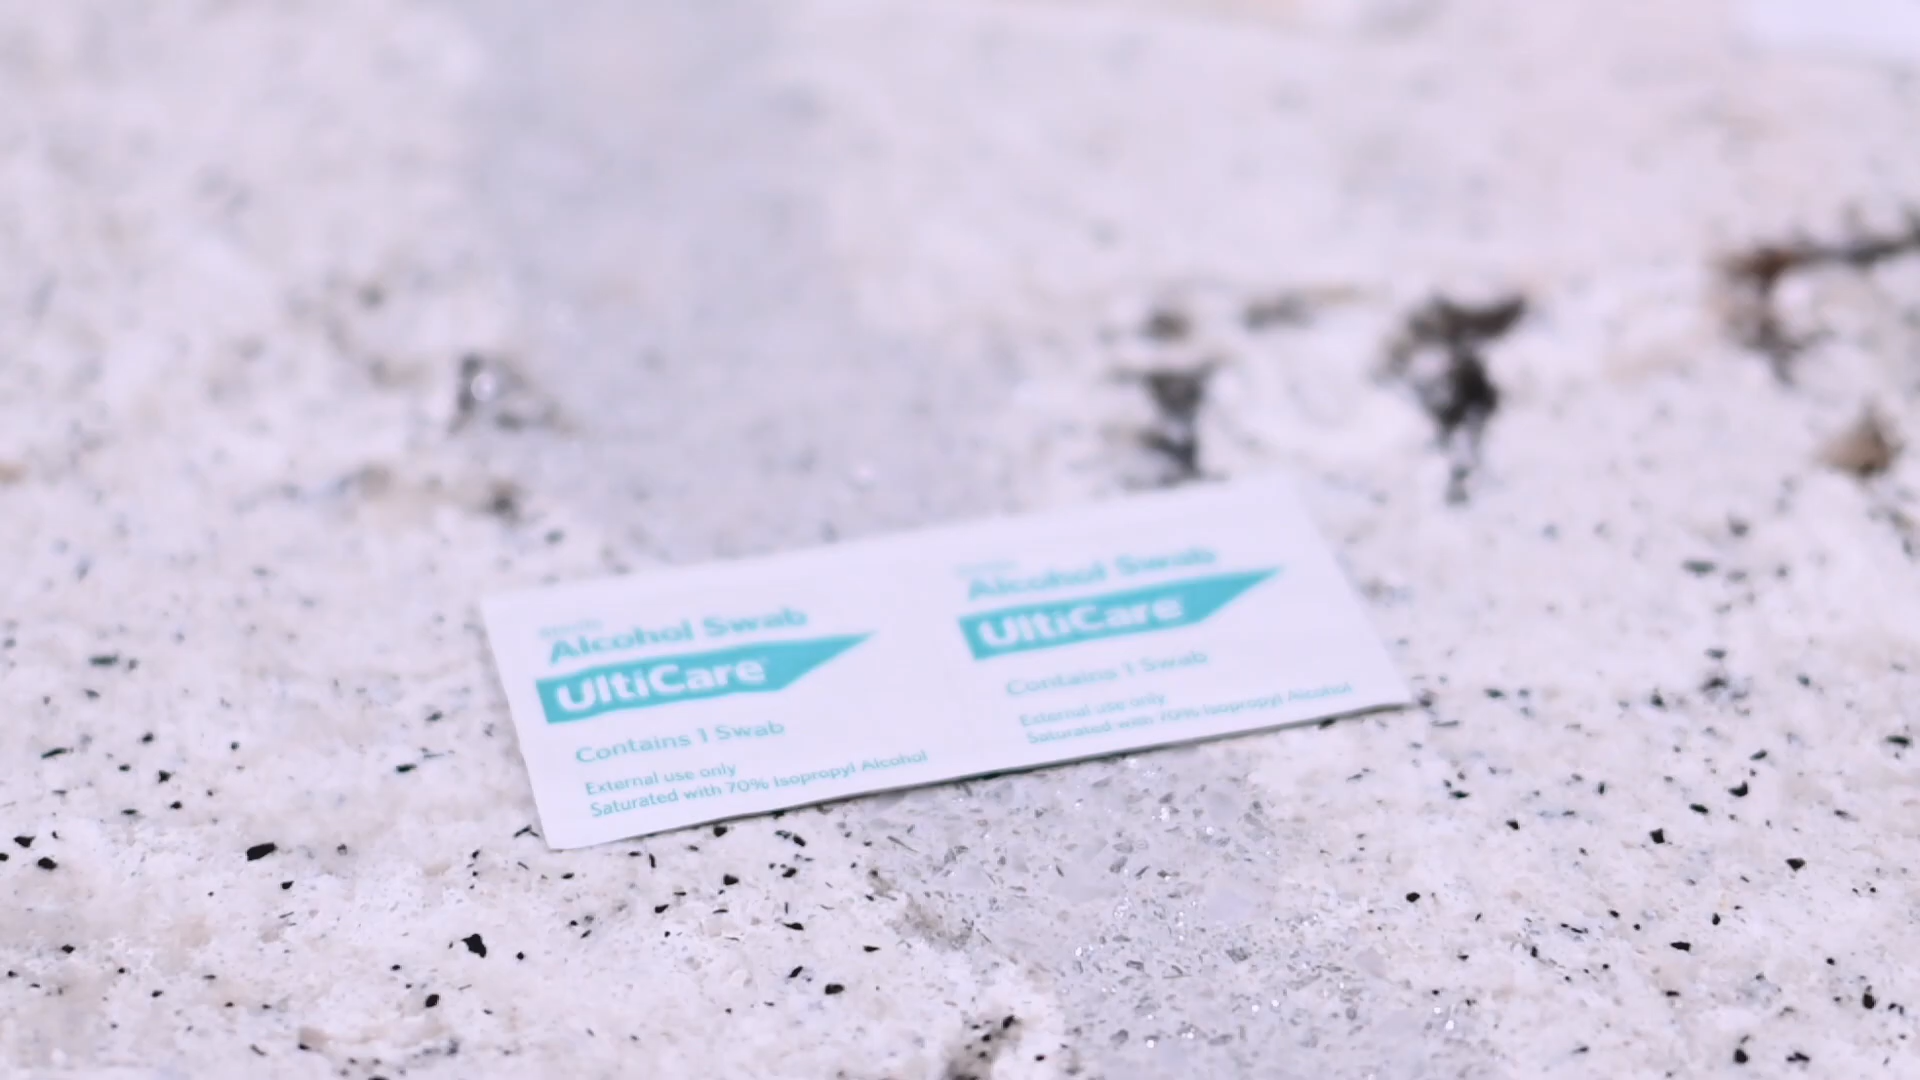 Alcohol Swab
UltiCare
Contains 1 Swab
External use only
Saturated with 70% Isopropyl Alcohol
Alcohol Swab
UltiCare
Contains 1 Swab
External use only
Saturated with 70% Isopropyl Alcohol